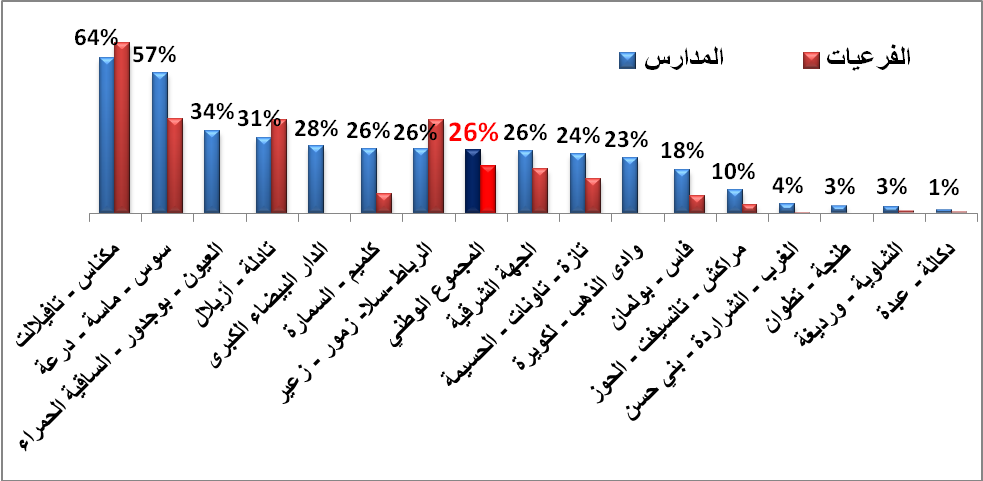 المدارس
الفرعيات
64%
57%
34%
31%
28%
26%
26%
26%
26%
24%
23%
18%
10%
4%
3%
3%
1%
مكناس - تافيلالت
سوس - ماسة - درعة
العيون - بوجدور - الساقية الحمراء
تادلة - أزيلال
الدار البيضاء الكبرى
كلميم - السمارة
الرباط -سلا- زمور - زعير
المجموع الوطني
الجهة الشرقية
تازة - تاونات - الحسيمة
وادى الذهب - لكويرة
فاس - بولمان
مراكش - تانسيفت - الحوز
الغرب - الشراردة - بني حسن
طنجة - تطوان
الشاوية - ورديغة
دكالة - عبدة